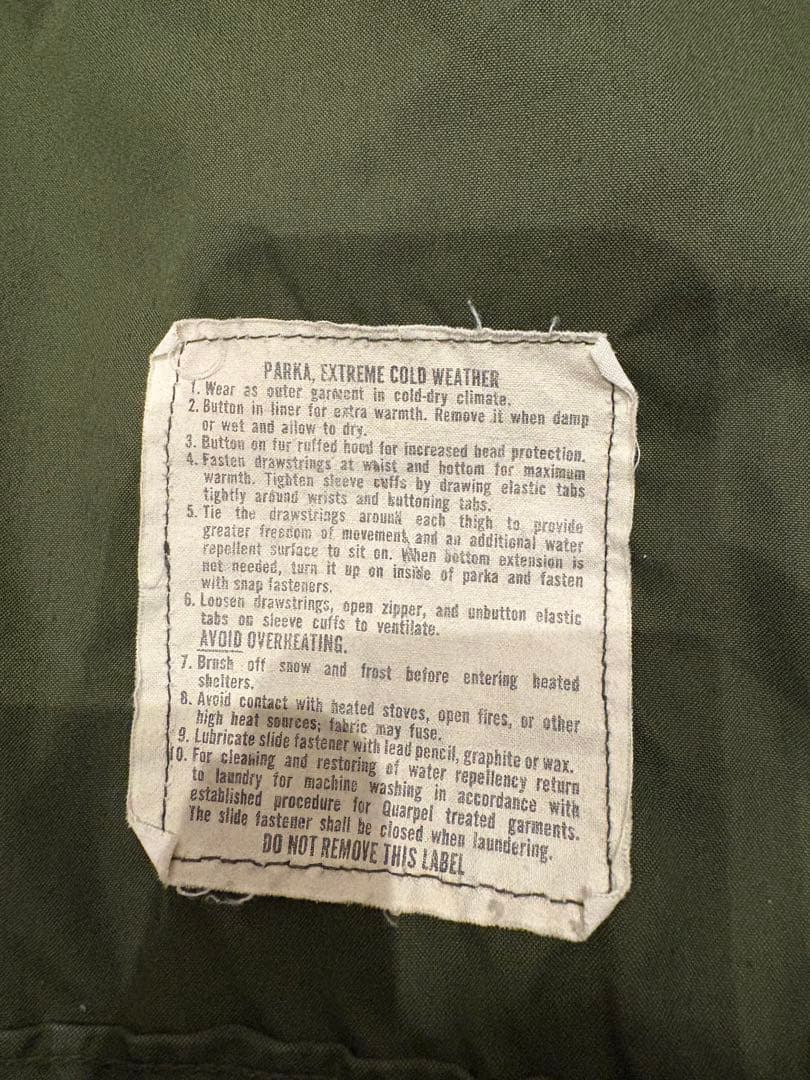 PARKA, EXTREME COLD WEATHER
1. Wear as outer garment in cold-dry climate.
2. Button in liner for extra warmth. Remove it when damp
or wet and allow to dry.
3. Button on fur ruffed hood for increased head protection.
4. Fasten drawstrings at waist and bottom for maximum
warmth. Tighten sleeve cuffs by drawing elastic tabs
tightly around wrists and buttoning tabs.
5. Tie the drawstrings around each thigh to provide
greater freedom of movement and an additional water
repellent surface to sit on. When bottom extension is
not needed, turn it up on inside of parka and fasten
with snap fasteners.
6. Loosen drawstrings, open zipper, and unbutton elastic
tabs on sleeve cuffs to ventilate.
AVOID OVERHEATING.
7. Brush off snow and frost before entering heated
shelters.
8. Avoid contact with heated stoves, open fires, or other
high heat sources; fabric may fuse.
9. Lubricate slide fastener with lead pencil, graphite or wax.
10. For cleaning and restoring of water repellency return
to laundry for machine washing in accordance with
established procedure for Quarpel treated garments.
The slide fastener shall be closed when laundering.
DO NOT REMOVE THIS LABEL